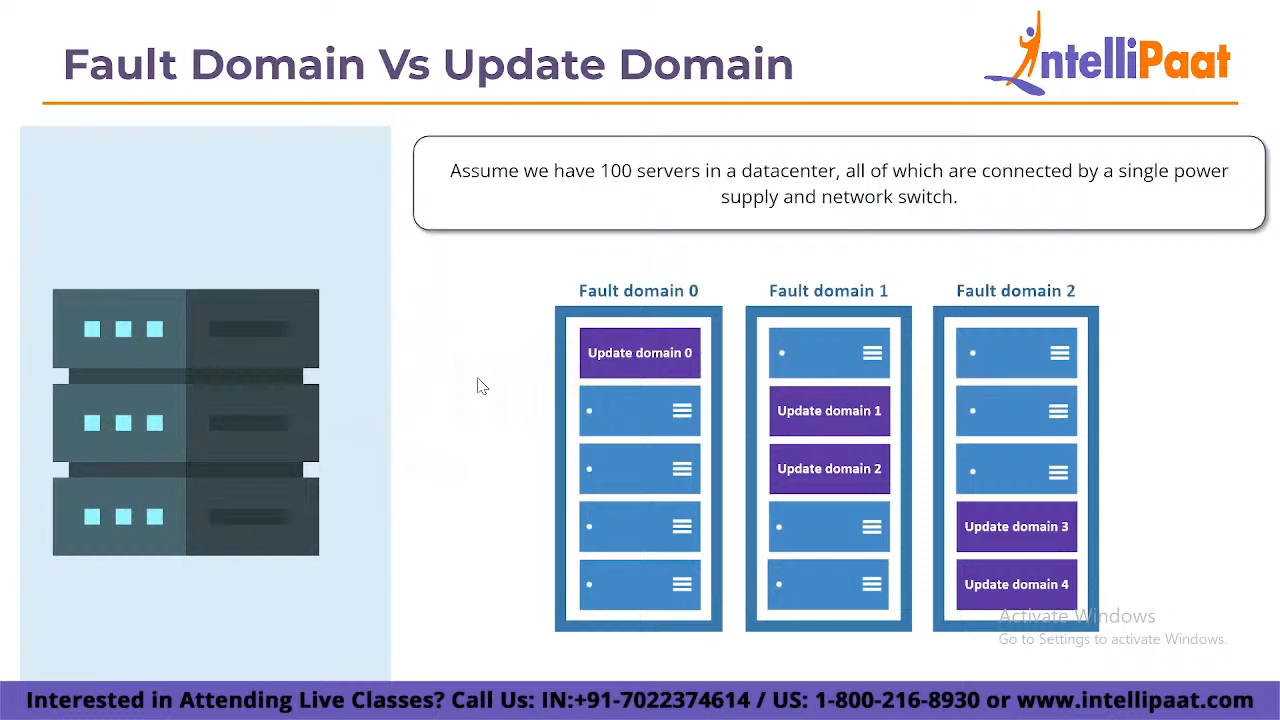 Fault Domain Vs Update Domain
IntelliPaat
Assume we have 100 servers in a datacenter, all of which are connected by a single power
supply and network switch.
Fault domain 0
Fault domain 1
Fault domain 2
Update domain 0
Update domain 1
Update domain 2
Update domain 3
Update domain 4
Activate Windows
Go to Settings to activate Windows.
Interested in Attending Live Classes? Call Us: IN:+91-7022374614 / US: 1-800-216-8930 or www.intellipaat.com